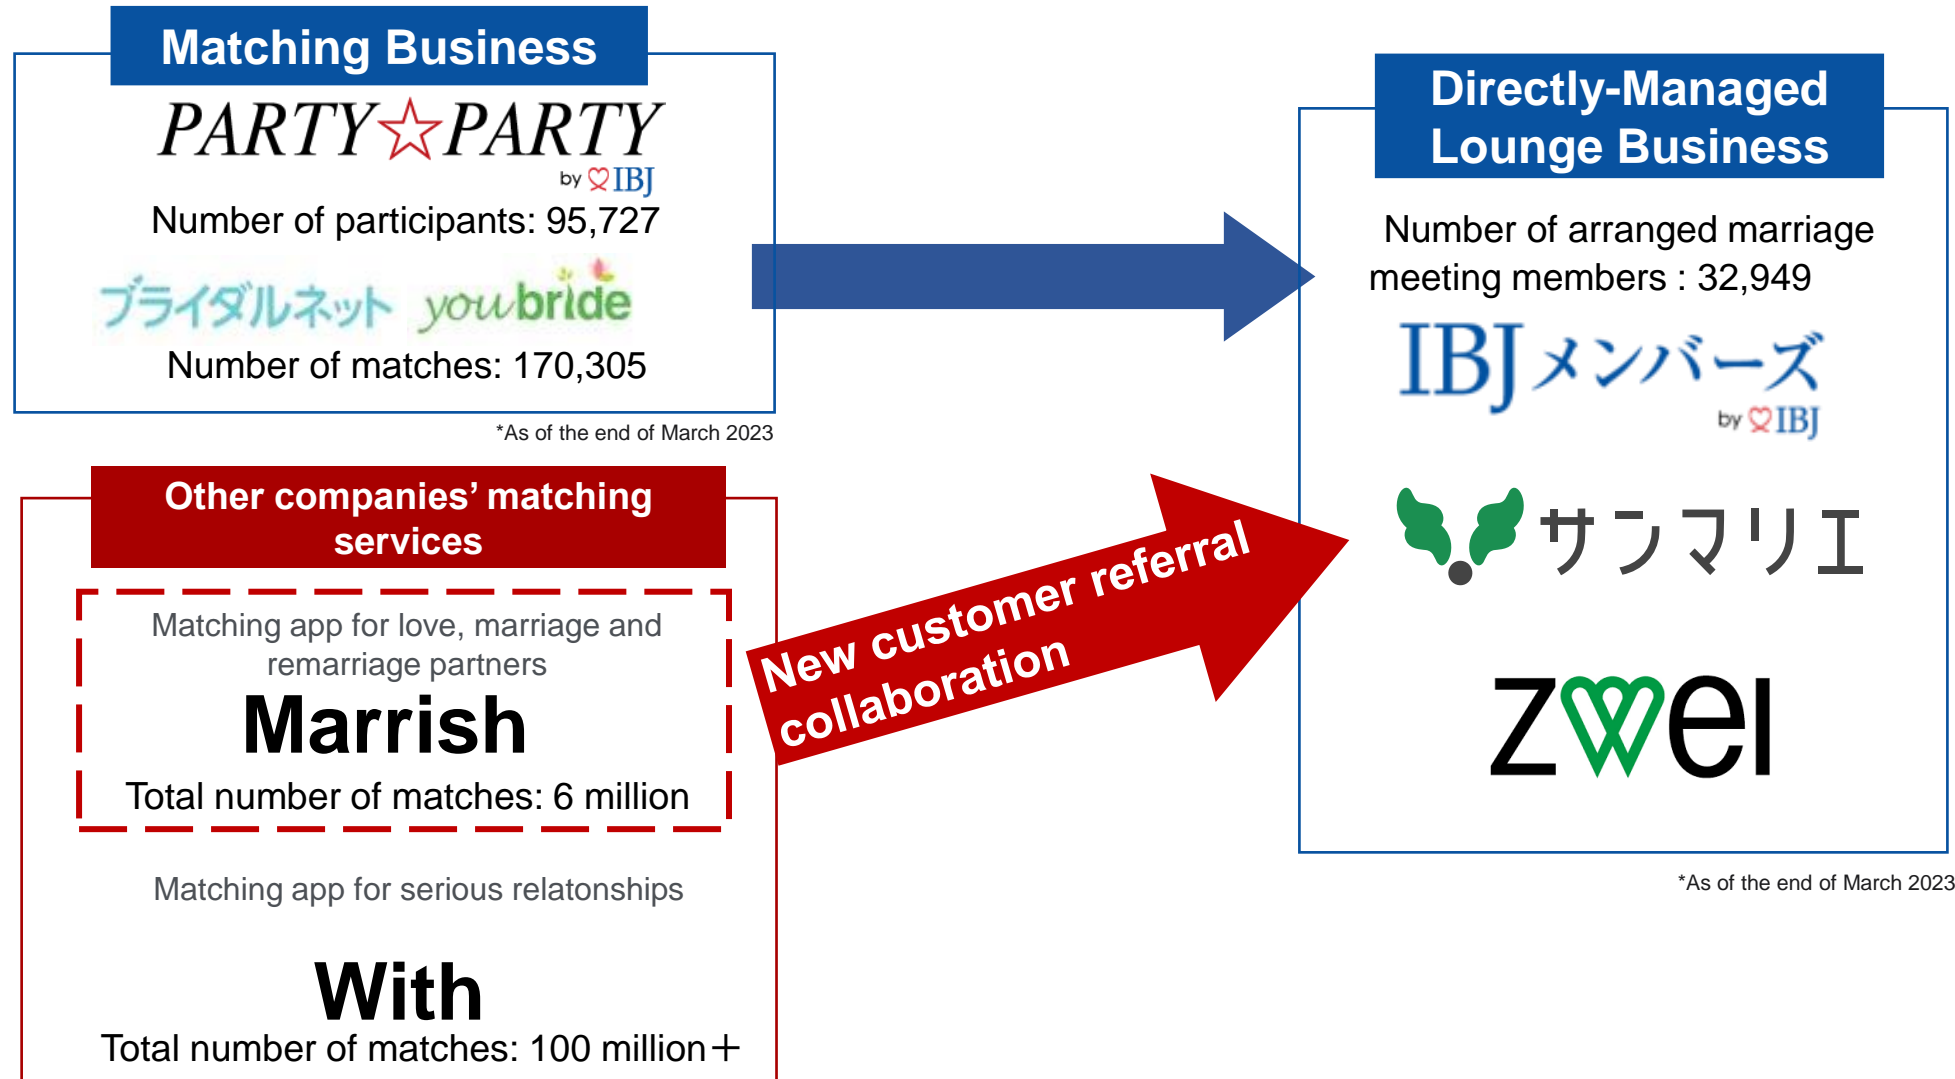 Matching Business
PARTY☆PARTY
by IBJ
Number of participants: 95,727
ブライダルネット youbride
Number of matches: 170,305
*As of the end of March 2023
Other companies’ matching
services
Matching app for love, marriage and
remarriage partners
Marrish
Total number of matches: 6 million
Matching app for serious relatonships
With
Total number of matches: 100 million＋
New customer referral
collaboration
Directly-Managed
Lounge Business
Number of arranged marriage
meeting members : 32,949
IBJメンバーズ
by IBJ
サンマリエ
zwei
*As of the end of March 2023